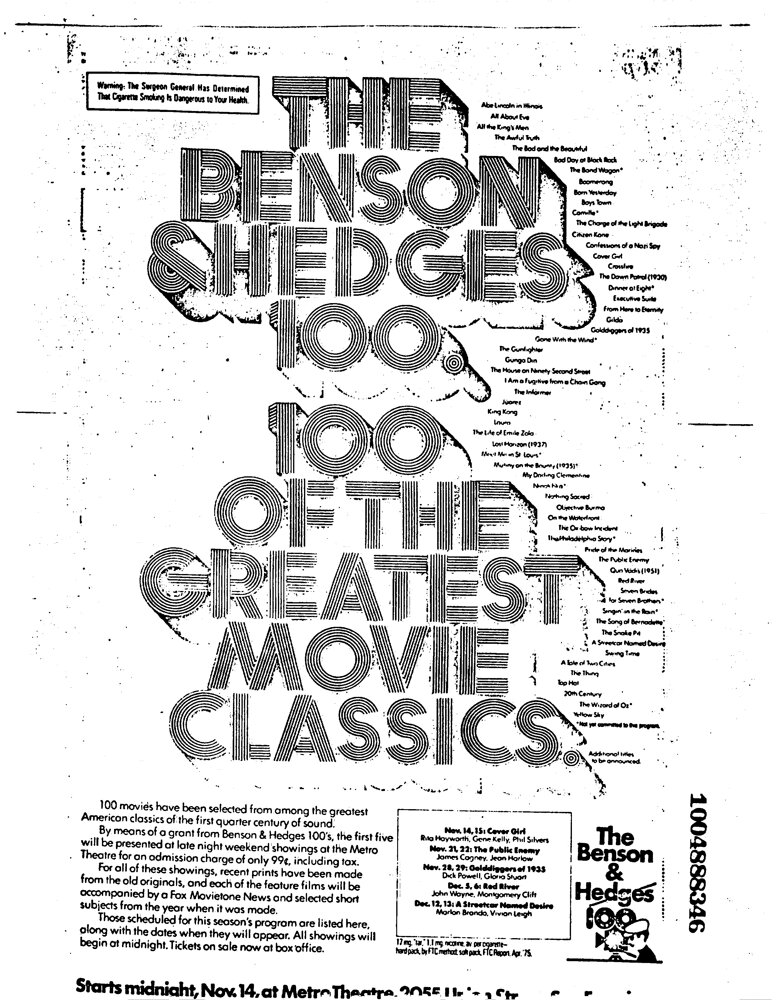 Warning: The Surgeon General Has Determined
That Cigarette Smoking Is Dangerous to Your Health.
THE
BENSON
& HEDGES
100.
100
OF THE
GREATEST
MOVIE
CLASSICS.
Abe Lincoln in Illinois
All About Eve
All the King's Men
The Awful Truth
The Bad and the Beautiful
Bad Day at Black Rock
The Band Wagon*
Boomerang
Born Yesterday
Boys Town
Camille*
The Charge of the Light Brigade
Citizen Kane
Confessions of a Nazi Spy
Cover Girl
Crossfire
The Dawn Patrol (1930)
Dinner at Eight*
Executive Suite
From Here to Eternity
Gilda
Golddiggers of 1935
Gone With the Wind*
The Gunfighter
Gunga Din
The House on Ninety Second Street
I Am a Fugitive from a Chain Gang
The Informer
Juarez
King Kong
Laura
The Life of Emile Zola
Lost Horizon (1937)
Meet Me in St. Louis*
Mutiny on the Bounty (1935)*
My Darling Clementine
Ninotchka*
Nothing Sacred
Objective Burma
On the Waterfront
The Ox-bow Incident
The Philadelphia Story*
Pride of the Marines
The Public Enemy
Quo Vadis (1951)
Red River
Seven Brides
for Seven Brothers*
Singin' in the Rain*
The Song of Bernadette
The Snake Pit
A Streetcar Named Desire
Swing Time
A Tale of Two Cities
The Thing
Top Hat
20th Century
The Wizard of Oz*
Yellow Sky
*Not yet committed to the program.
Additional titles
to be announced.
100 movies have been selected from among the greatest
American classics of the first quarter century of sound.
By means of a grant from Benson & Hedges 100's, the first five
will be presented at late night weekend showings at the Metro
Theatre for an admission charge of only 99¢, including tax.
For all of these showings, recent prints have been made
from the old originals, and each of the feature films will be
accompanied by a Fox Movietone News and selected short
subjects from the year when it was made.
Those scheduled for this season's program are listed here,
along with the dates when they will appear. All showings will
begin at midnight. Tickets on sale now at box office.
Nov. 14, 15: Cover Girl
Rita Hayworth, Gene Kelly, Phil Silvers
Nov. 21, 22: The Public Enemy
James Cagney, Jean Harlow
Nov. 28, 29: Golddiggers of 1935
Dick Powell, Gloria Stuart
Dec. 5, 6: Red River
John Wayne, Montgomery Clift
Dec. 12, 13: A Streetcar Named Desire
Marlon Brando, Vivian Leigh
17 mg. "tar," 1.1 mg. nicotine, av. per cigarette—
hard pack, by FTC method; soft pack, FTC Report, Apr. '75.
The
Benson
&
Hedges
100
1004888346
Starts midnight, Nov. 14, at Metro Theatre, 2055